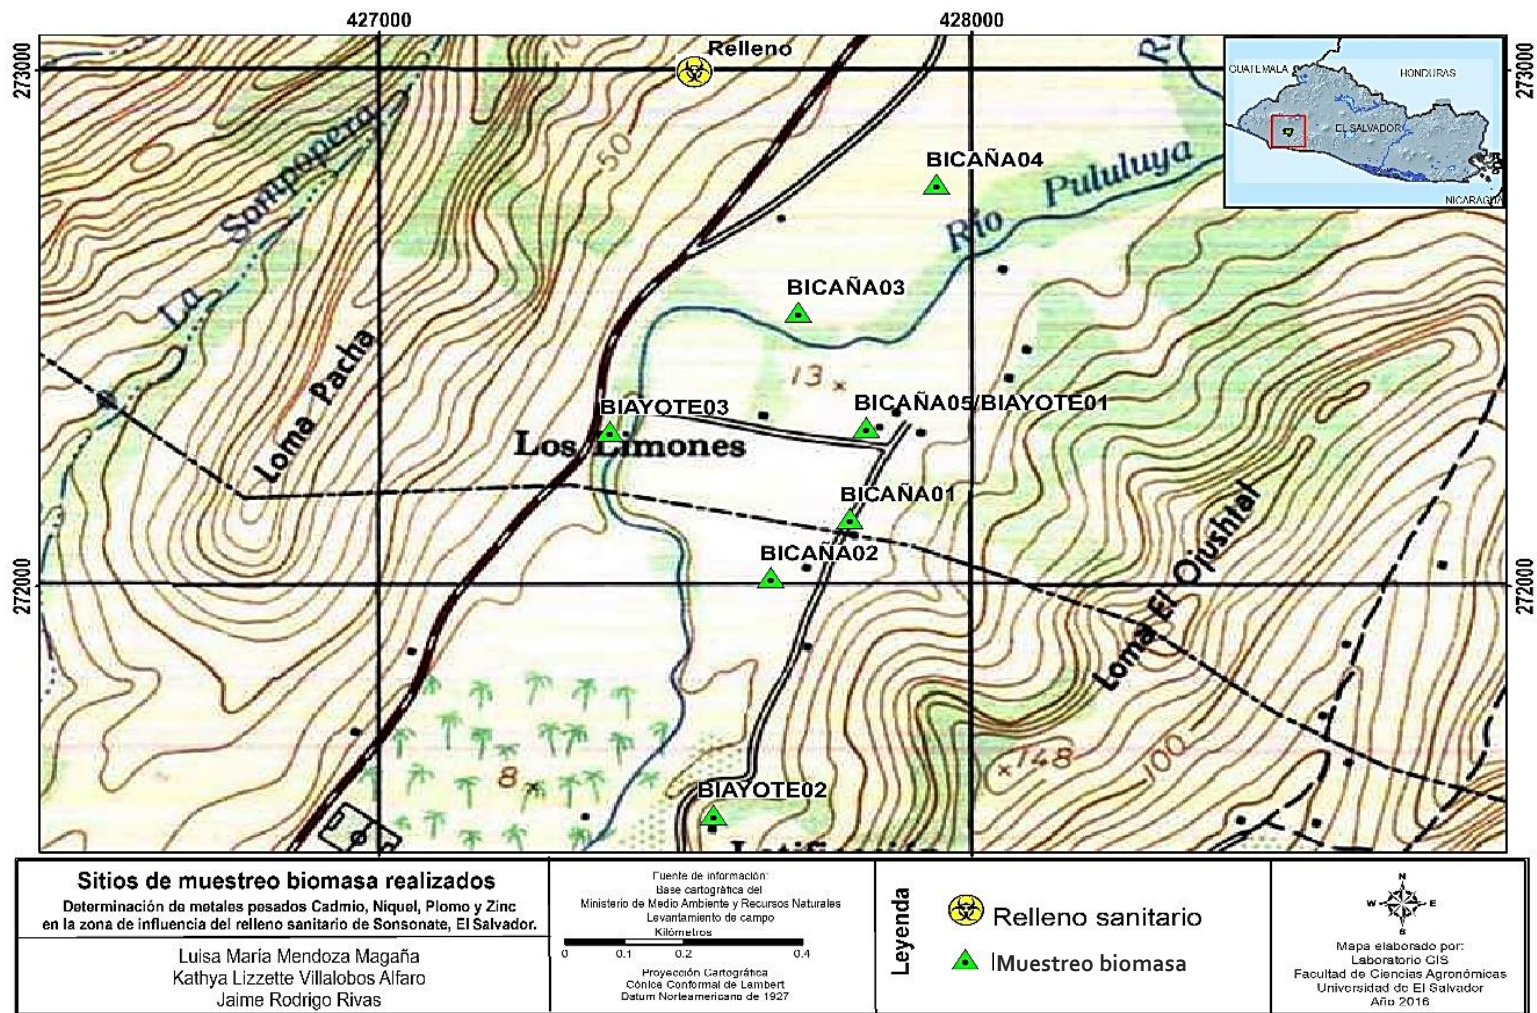 427000
428000
273000
273000
Relleno
GUATEMALA
HONDURAS
EL SALVADOR
NICARAGUA
La Sompopera
50
BICAÑA04
Río Pululuya
BICAÑA03
Loma Pacha
13
BIAYOTE03
BICAÑA05/BIAYOTE01
Los Limones
BICAÑA01
BICAÑA02
272000
272000
Loma El Ojushtal
148
100
8
BIAYOTE02
Sitios de muestreo biomasa realizados
Determinación de metales pesados Cadmio, Níquel, Plomo y Zinc
en la zona de influencia del relleno sanitario de Sonsonate, El Salvador.
Luisa María Mendoza Magaña
Kathya Lizzette Villalobos Alfaro
Jaime Rodrigo Rivas
Fuente de información:
Base cartográfica del
Ministerio de Medio Ambiente y Recursos Naturales
Levantamiento de campo
Kilómetros
0 0.1 0.2 0.4
Proyección Cartográfica
Cónica Conformal de Lambert
Datum Norteamericano de 1927
Leyenda
Relleno sanitario
Muestreo biomasa
N
W E
S
Mapa elaborado por:
Laboratorio GIS
Facultad de Ciencias Agronómicas
Universidad de El Salvador
Año 2016